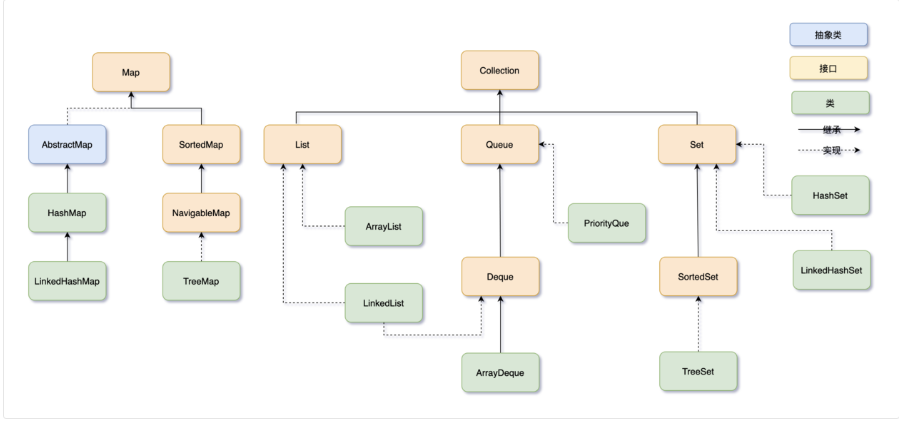 抽象类
Map
Collection
接口
类
AbstractMap
SortedMap
List
Queue
Set
继承
实现
HashMap
NavigableMap
ArrayList
PriorityQue
HashSet
LinkedHashMap
TreeMap
LinkedList
Deque
SortedSet
LinkedHashSet
ArrayDeque
TreeSet